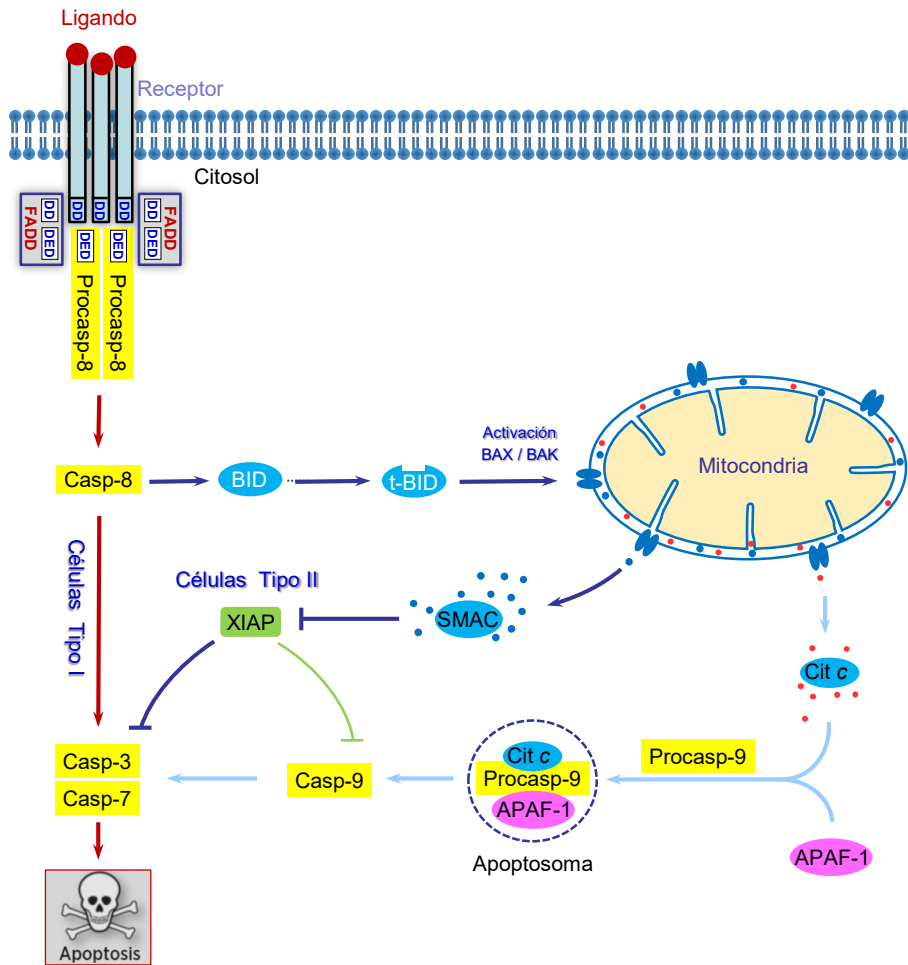 Ligando
Receptor
Citosol
DD
DD
DD
FADD
DD
DED
DED
DED
DD
DED
FADD
Procasp-8
Procasp-8
Activación
BAX / BAK
Mitocondria
Casp-8
BID
t-BID
Células Tipo I
Células Tipo II
XIAP
SMAC
Cit c
Casp-3
Casp-7
Casp-9
Cit c
Procasp-9
APAF-1
Procasp-9
Apoptosoma
APAF-1
Apoptosis